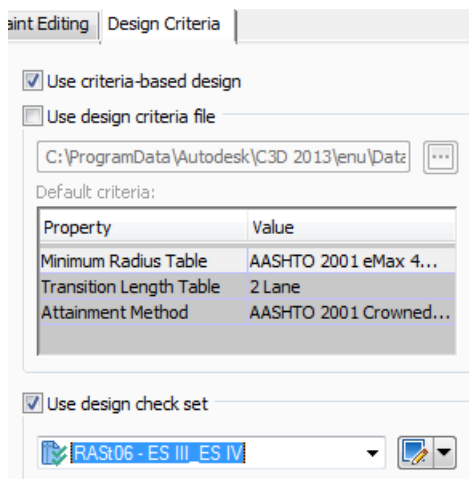 aint Editing Design Criteria
Use criteria-based design
Use design criteria file
C:\ProgramData\Autodesk\C3D 2013\enu\Data
...
Default criteria:
Property Value
Minimum Radius Table AASHTO 2001 eMax 4...
Transition Length Table 2 Lane
Attainment Method AASHTO 2001 Crowned...
Use design check set
RASt06 - ES III_ES IV